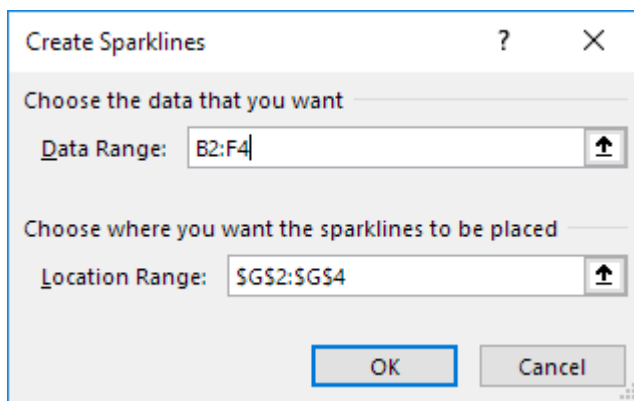 Create Sparklines ?
Choose the data that you want
Data Range: B2:F4
Choose where you want the sparklines to be placed
Location Range: $G$2:$G$4
OK Cancel